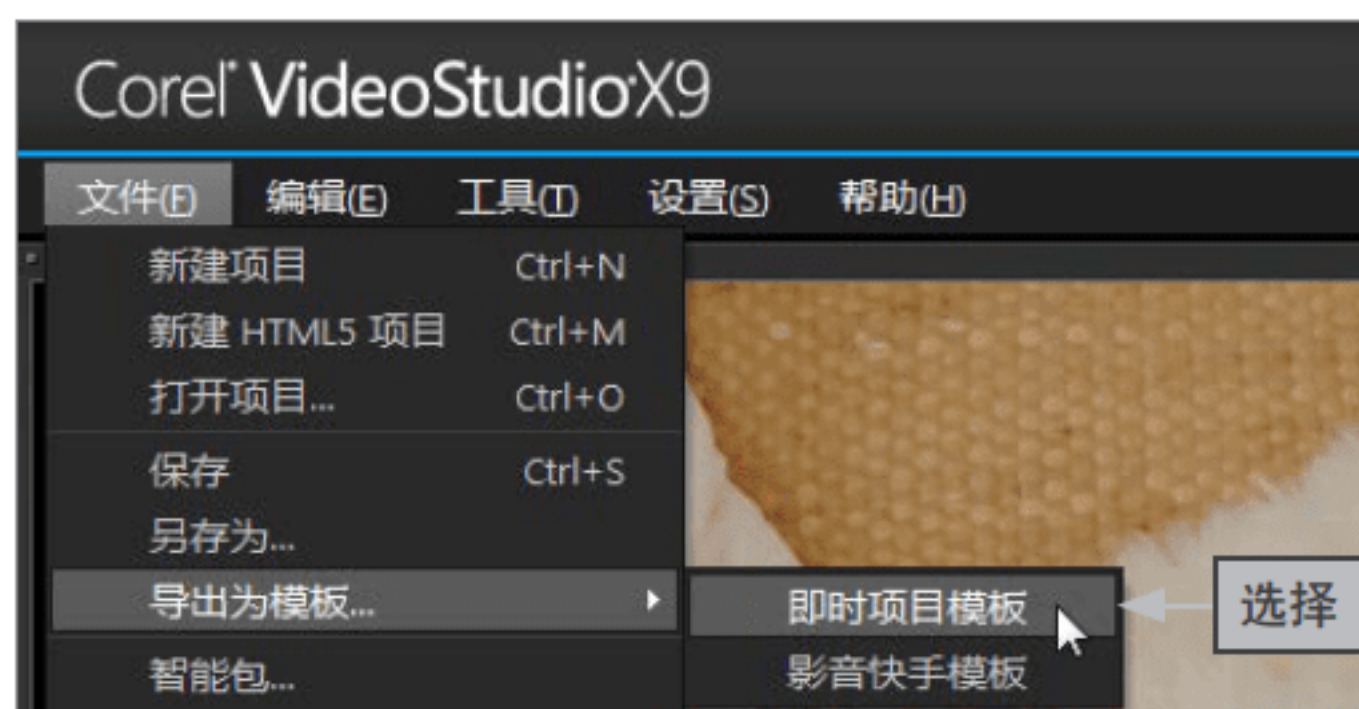 Corel® VideoStudio® X9
文件(F) 编辑(E) 工具(T) 设置(S) 帮助(H)
新建项目 Ctrl+N
新建 HTML5 项目 Ctrl+M
打开项目... Ctrl+O
保存 Ctrl+S
另存为...
导出为模板... 即时项目模板 选择
智能包... 影音快手模板